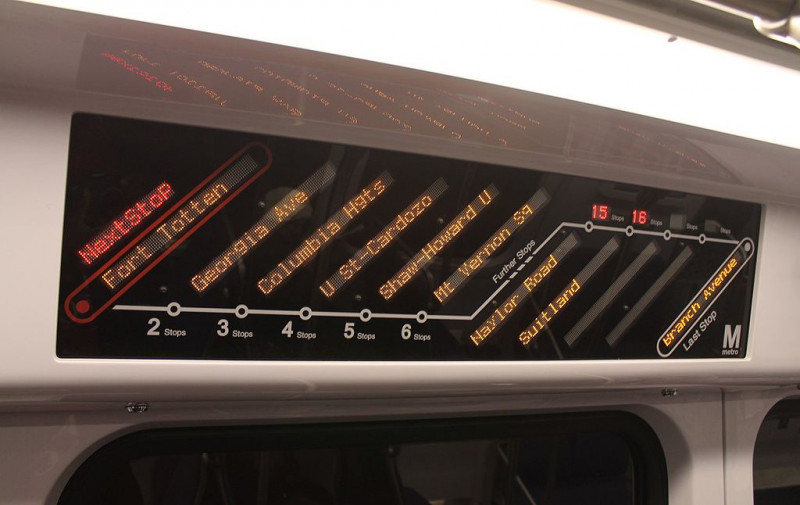 NextStop
Fort Totten
Georgia Ave
Columbia Hgts
U St-Cardozo
Shaw-Howard U
Mt Vernon Sq
2 Stops
3 Stops
4 Stops
5 Stops
6 Stops
Further Stops
15 Stops
16 Stops
Stops
Naylor Road
Suitland
Branch Avenue
Last Stop
M
metro